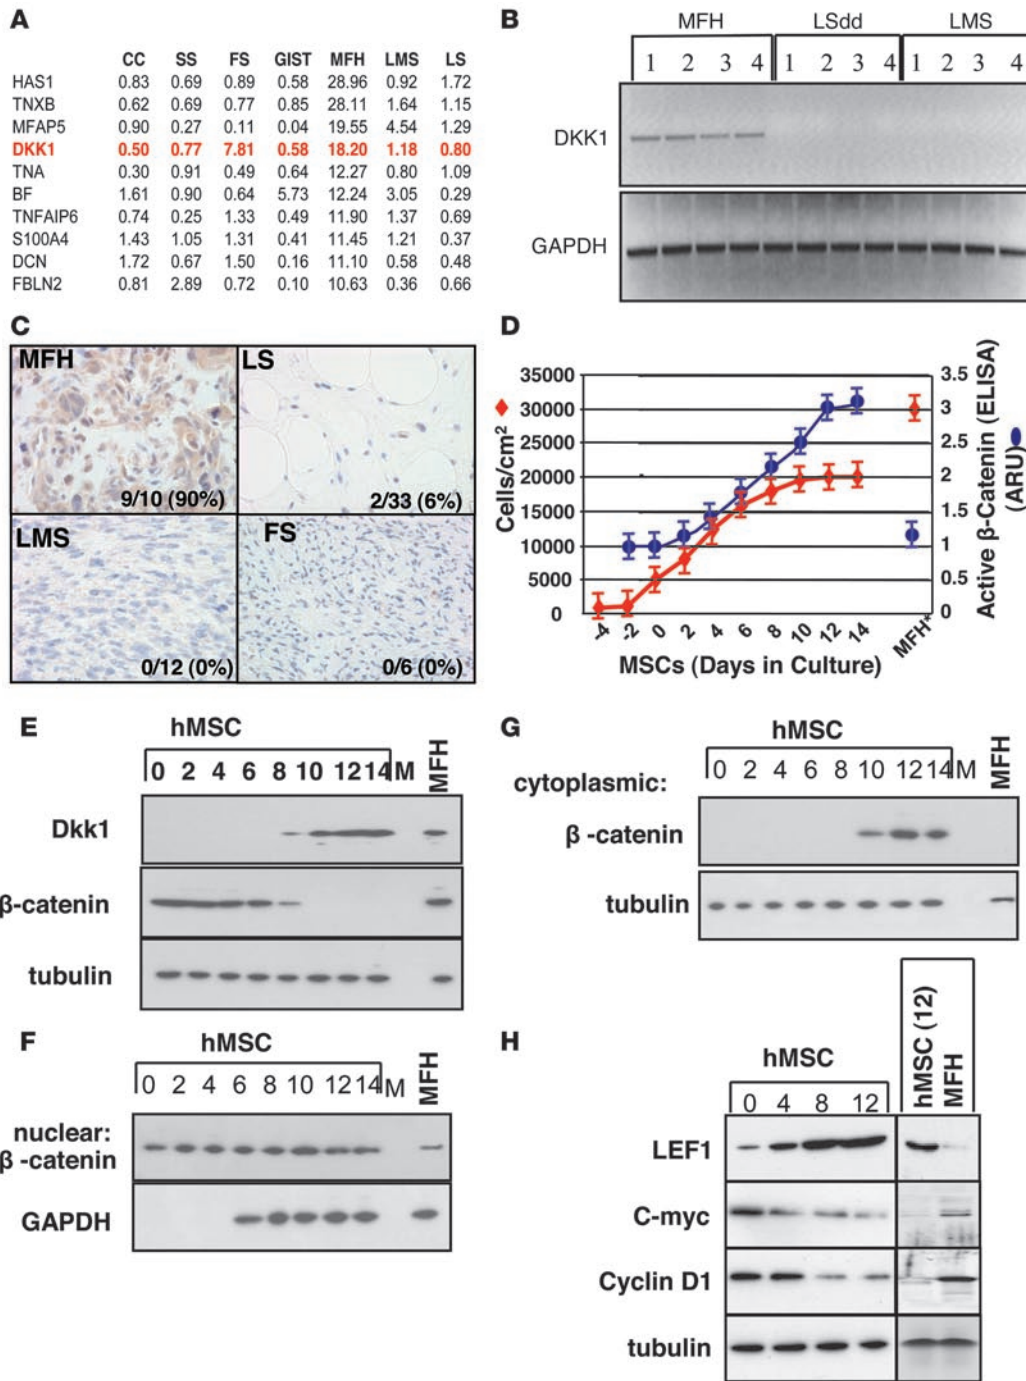 A
CC SS FS GIST MFH LMS LS
HAS1 0.83 0.69 0.89 0.58 28.96 0.92 1.72
TNXB 0.62 0.69 0.77 0.85 28.11 1.64 1.15
MFAP5 0.90 0.27 0.11 0.04 19.55 4.54 1.29
DKK1 0.50 0.77 7.81 0.58 18.20 1.18 0.80
TNA 0.30 0.91 0.49 0.64 12.27 0.80 1.09
BF 1.61 0.90 0.64 5.73 12.24 3.05 0.29
TNFAIP6 0.74 0.25 1.33 0.49 11.90 1.37 0.69
S100A4 1.43 1.05 1.31 0.41 11.45 1.21 0.37
DCN 1.72 0.67 1.50 0.16 11.10 0.58 0.48
FBLN2 0.81 2.89 0.72 0.10 10.63 0.36 0.66
B
MFH LSdd LMS
1 2 3 4 1 2 3 4 1 2 3 4
DKK1
GAPDH
C
MFH
9/10 (90%)
LS
2/33 (6%)
LMS
0/12 (0%)
FS
0/6 (0%)
D
Cells/cm²
35000
30000
25000
20000
15000
10000
5000
0
3.5
3
2.5
2
1.5
1
0.5
0
Active β-Catenin (ELISA)
(ARU)
-4 -2 0 2 4 6 8 10 12 14 MFH*
MSCs (Days in Culture)
E
hMSC
0 2 4 6 8 10 12 14 M MFH
Dkk1
β-catenin
tubulin
F
hMSC
0 2 4 6 8 10 12 14 M MFH
nuclear:
β -catenin
GAPDH
G
hMSC
cytoplasmic:
0 2 4 6 8 10 12 14 M MFH
β -catenin
tubulin
H
hMSC
0 4 8 12
hMSC (12)
MFH
LEF1
C-myc
Cyclin D1
tubulin